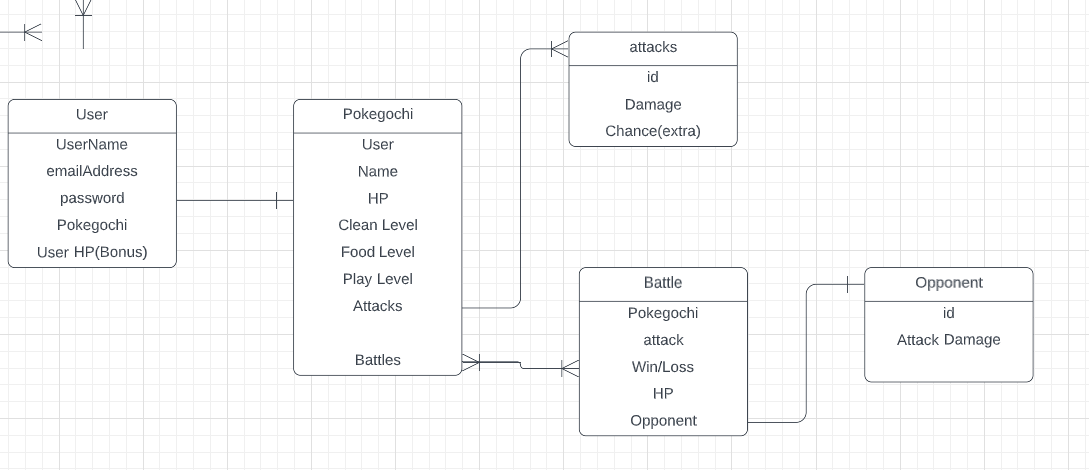 User
UserName
emailAddress
password
Pokegochi
User HP(Bonus)
Pokegochi
User
Name
HP
Clean Level
Food Level
Play Level
Attacks
Battles
attacks
id
Damage
Chance(extra)
Battle
Pokegochi
attack
Win/Loss
HP
Opponent
Opponent
id
Attack Damage